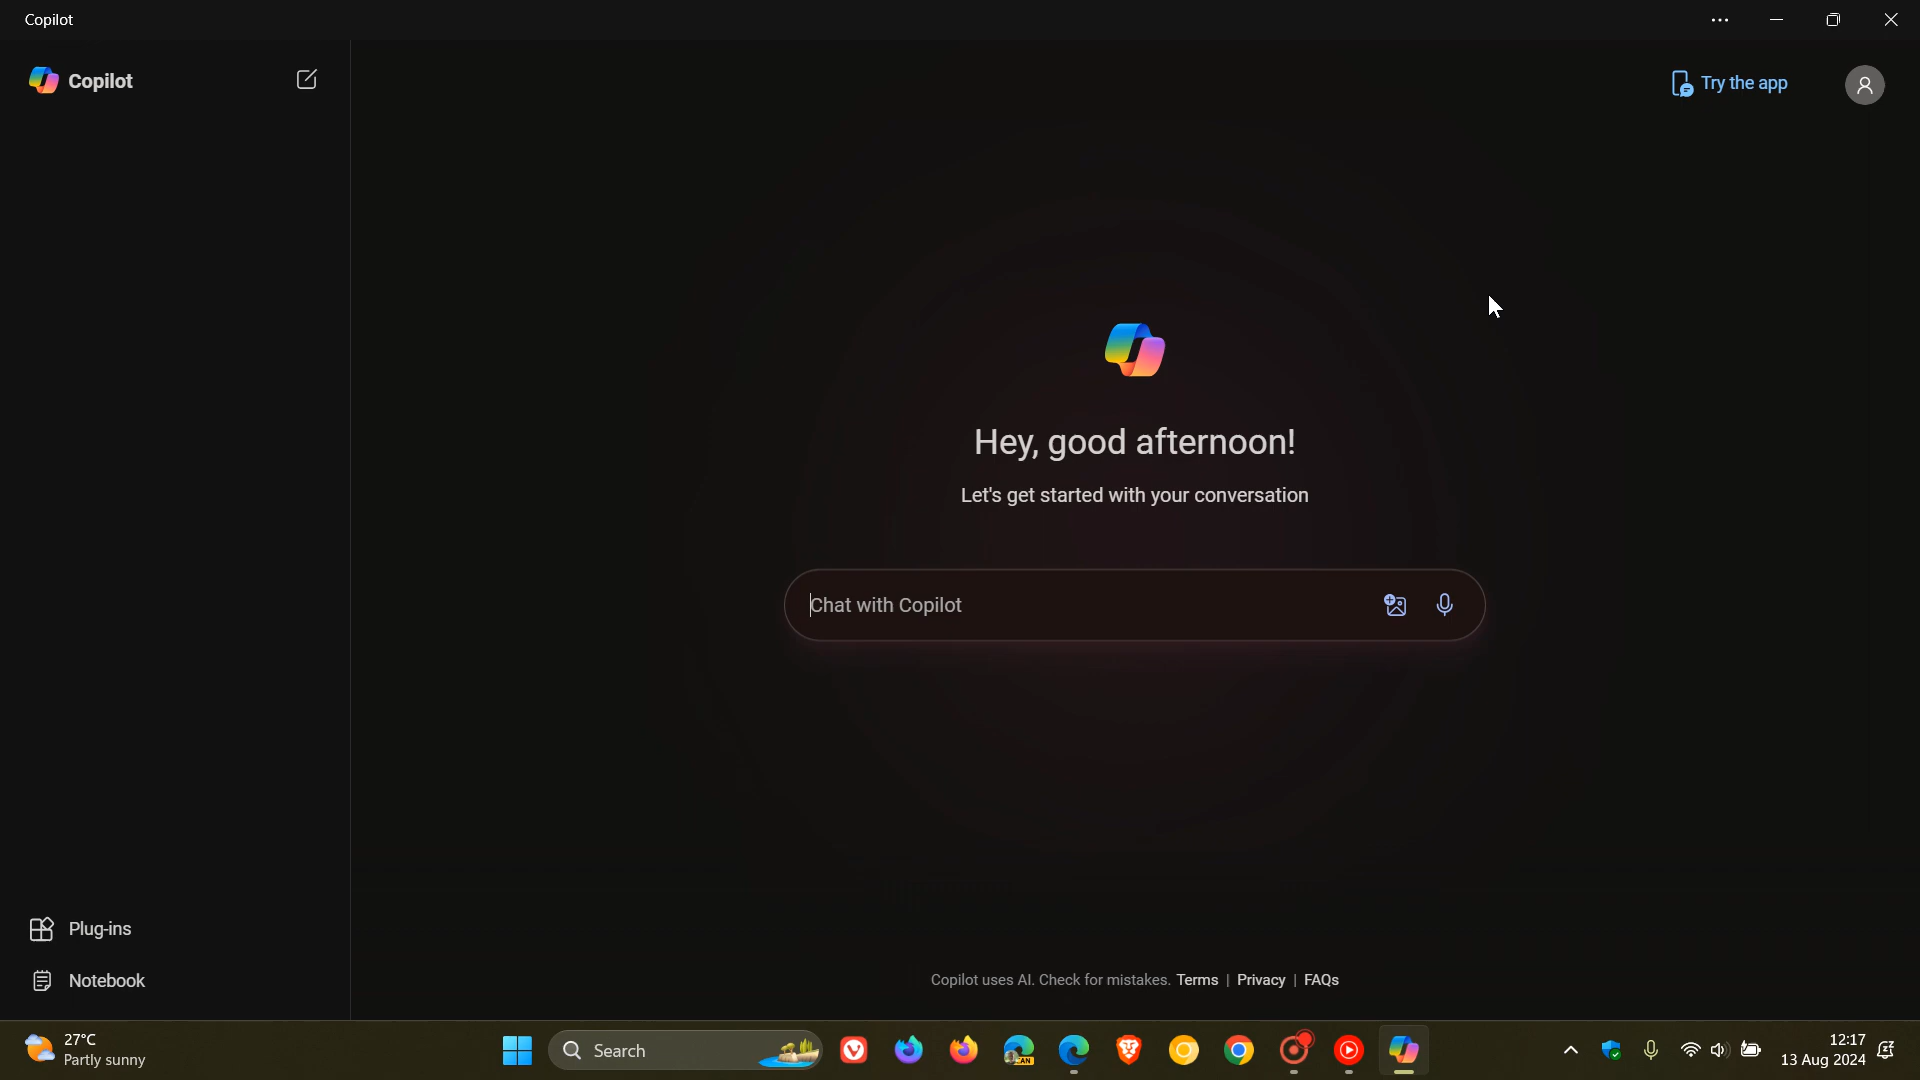 Copilot
Copilot
Try the app
Hey, good afternoon!
Let's get started with your conversation
Chat with Copilot
Plug-ins
Notebook
Copilot uses AI. Check for mistakes. Terms | Privacy | FAQs
27°C
Partly sunny
Search
CAN
12:17
13 Aug 2024